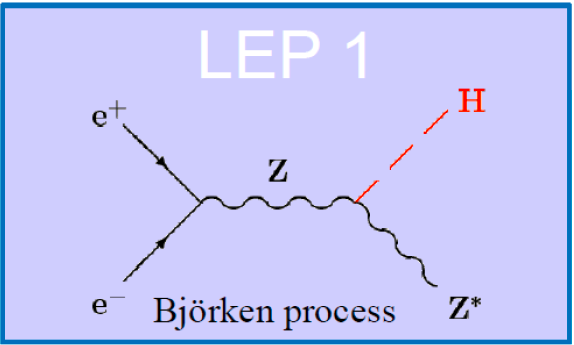 LEP 1
H
e⁺
Z
e⁻
Björken process
Z*